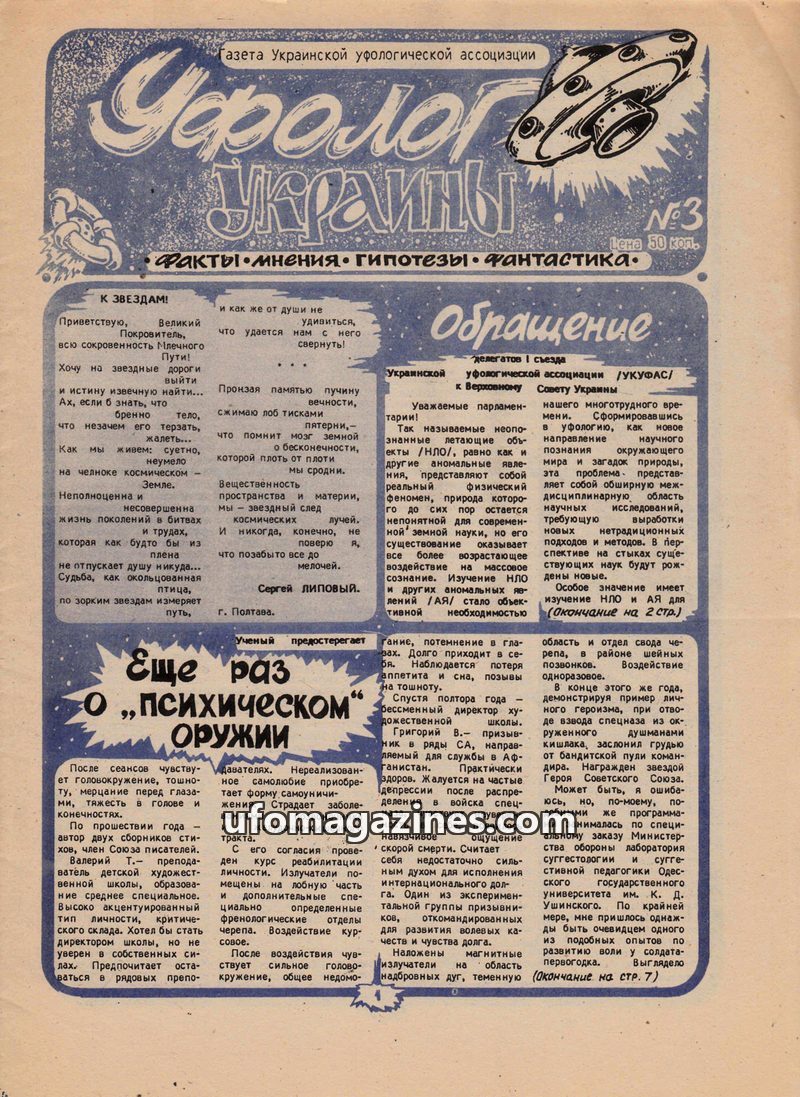 Газета Украинской уфологической ассоциации
Уфолог
Украины
№3
Цена 50 коп.
• Факты • мнения • гипотезы • фантастика •
К ЗВЕЗДАМ!
Приветствую, Великий
Покровитель,
всю сокровенность Млечного
Пути!
Хочу на звездные дороги
выйти
и истину извечную найти...
Ах, если б знать, что
бренно тело,
что незачем его терзать,
жалеть...
Как мы живем: суетно,
неумело
на челноке космическом —
Земле.
Неполноценна и
несовершенна
жизнь поколений в битвах
и трудах,
которая как будто бы из
плена
не отпускает душу никуда...
Судьба, как окольцованная
птица,
по зорким звездам измеряет
путь,
и как же от души не
удивиться,
что удается нам с него
свернуть!
* * *
Пронзая памятью пучину
вечности,
сжимаю лоб тисками
пятерни,—
что помнит мозг земной
о бесконечности,
которой плоть от плоти
мы сродни.
Вещественность
пространства и материи,
мы — звездный след
космических лучей.
И никогда, конечно, не
поверю я,
что позабыто все до
мелочей.
Сергей ЛИПОВЫЙ.
г. Полтава.
Обращение
делегатов I съезда
Украинской уфологической ассоциации /УКУФАС/
к Верховному Совету Украины
Уважаемые парламен-
тарии!
Так называемые неопо-
знанные летающие объ-
екты /НЛО/, равно как и
другие аномальные явле-
ния, представляют собой
реальный физический
феномен, природа которо-
го до сих пор остается
непонятной для современ-
ной земной науки, но его
существование оказывает
все более возрастающее
воздействие на массовое
сознание. Изучение НЛО
и других аномальных яв-
лений /АЯ/ стало объек-
тивной необходимостью
нашего многотрудного вре-
мени. Сформировавшись
в уфологию, как новое
направление научного
познания окружающего
мира и загадок природы,
эта проблема представ-
ляет собой обширную меж-
дисциплинарную область
научных исследований,
требующую выработки
новых нетрадиционных
подходов и методов. В пер-
спективе на стыках суще-
ствующих наук будут рож-
дены новые.
Особое значение имеет
изучение НЛО и АЯ для
(Окончание на 2 стр.)
Ученый предостерегает
Еще раз
о „психическом“
оружии
После сеансов чувству-
ет головокружение, тошно-
ту, мерцание перед глаза-
ми, тяжесть в голове и
конечностях.
По прошествии года —
автор двух сборников сти-
хов, член Союза писателей.
Валерий Т.— препода-
ватель детской художест-
венной школы, образова-
ние среднее специальное.
Высоко акцентуированный
тип личности, критиче-
ского склада. Хотел бы стать
директором школы, но не
уверен в собственных си-
лах. Предпочитает оста-
ваться в рядовых препо-
давателях. Нереализован-
ное самолюбие приобре-
тает форму самоуничи-
жения. Страдает заболе-
тракта.
С его согласия прове-
ден курс реабилитации
личности. Излучатели по-
мещены на лобную часть
и дополнительные спе-
циально определенные
френологические отделы
черепа. Воздействие кур-
совое.
После воздействия чув-
ствует сильное голово-
кружение, общее недомо-
гание, потемнение в гла-
зах. Долго приходит в се-
бя. Наблюдается потеря
аппетита и сна, позывы
на тошноту.
Спустя полтора года —
бессменный директор ху-
дожественной школы.
Григорий В.— призыв-
ник в ряды СА, направ-
ляемый для службы в Аф-
ганистан. Практически
здоров. Жалуется на частые
депрессии после распре-
деления в войска спец-
навязчивое ощущение
скорой смерти. Считает
себя недостаточно силь-
ным духом для исполнения
интернационального дол-
га. Один из эксперимен-
тальной группы призывни-
ков, откомандированных
для развития волевых ка-
честв и чувства долга.
Наложены магнитные
излучатели на область
надбровных дуг, теменную
область и отдел свода че-
репа, в районе шейных
позвонков. Воздействие
одноразовое.
В конце этого же года,
демонстрируя пример лич-
ного героизма, при отво-
де взвода спецназа из ок-
руженного душманами
кишлака, заслонил грудью
от бандитской пули коман-
дира. Награжден звездой
Героя Советского Союза.
Может быть, я ошиба-
юсь, но, по-моему, по-
добными же программа-
ми занималась по специ-
альному заказу Министер-
ства обороны лаборатория
суггестологии и сугге-
стивной педагогики Одес-
ского государственного
университета им. К. Д.
Ушинского. По крайней
мере, мне пришлось однаж-
ды быть очевидцем одного
из подобных опытов по
развитию воли у солдата-
первогодка. Выглядело
(Окончание на стр. 7)
ufomagazines.com
1